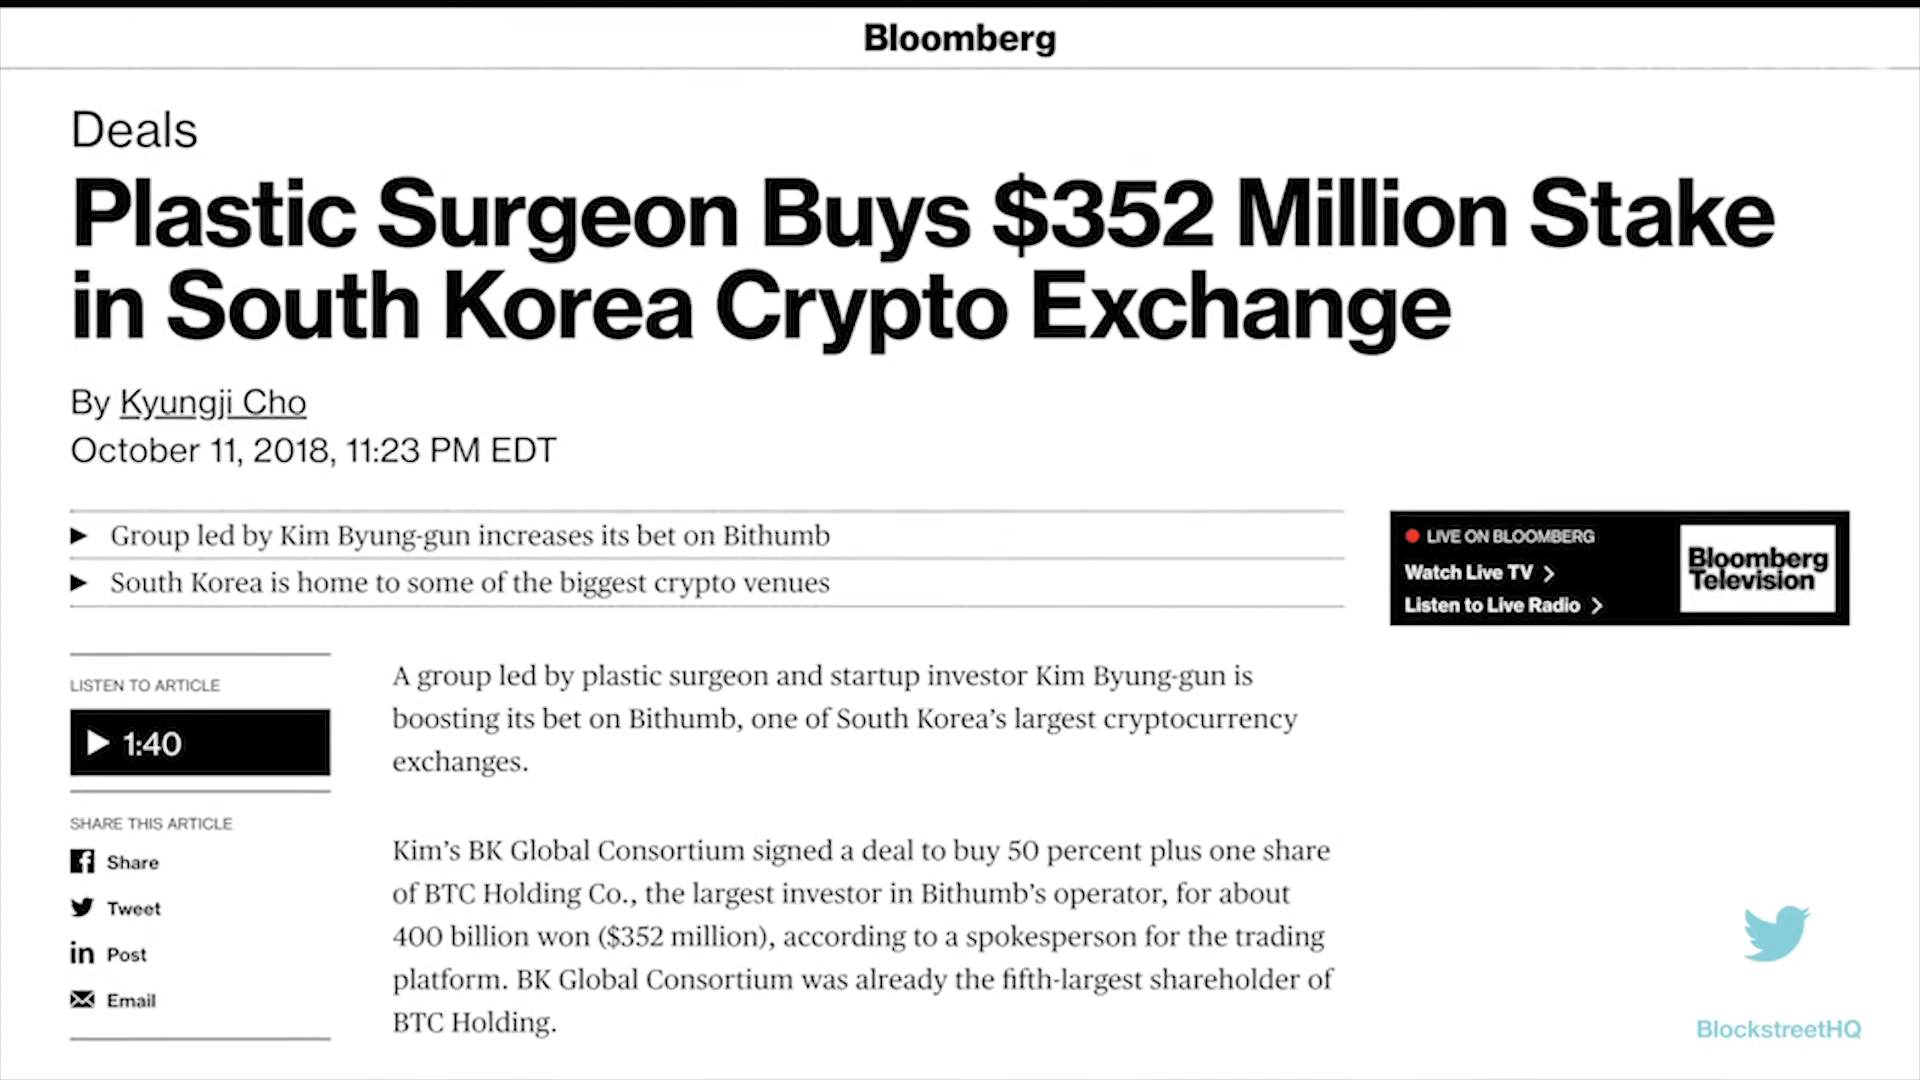 Bloomberg
Deals
Plastic Surgeon Buys $352 Million Stake
in South Korea Crypto Exchange
By Kyungji Cho
October 11, 2018, 11:23 PM EDT
Group led by Kim Byung-gun increases its bet on Bithumb
South Korea is home to some of the biggest crypto venues
LIVE ON BLOOMBERG
Watch Live TV
Listen to Live Radio
Bloomberg
Television
LISTEN TO ARTICLE
1:40
SHARE THIS ARTICLE
Share
Tweet
Post
Email
A group led by plastic surgeon and startup investor Kim Byung-gun is
boosting its bet on Bithumb, one of South Korea’s largest cryptocurrency
exchanges.
Kim’s BK Global Consortium signed a deal to buy 50 percent plus one share
of BTC Holding Co., the largest investor in Bithumb’s operator, for about
400 billion won ($352 million), according to a spokesperson for the trading
platform. BK Global Consortium was already the fifth-largest shareholder of
BTC Holding.
BlockstreetHQ